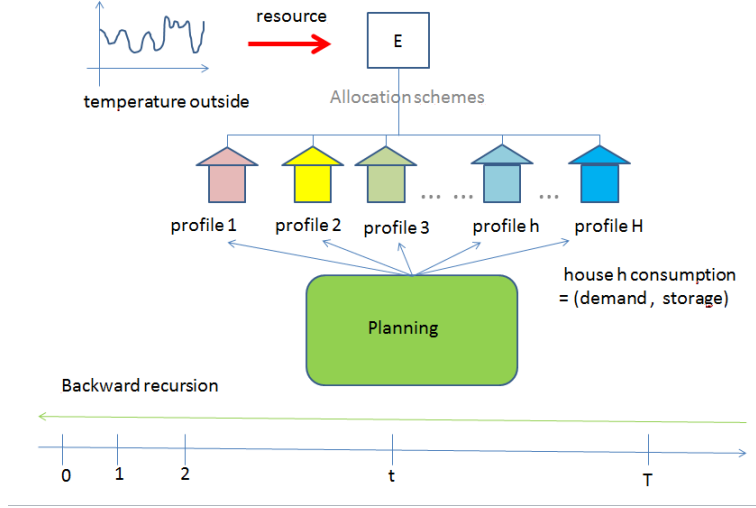 resource
E
temperature outside
Allocation schemes
... ... ...
profile 1 profile 2 profile 3 profile h profile H
house h consumption
= (demand , storage)
Planning
Backward recursion
0 1 2 t T